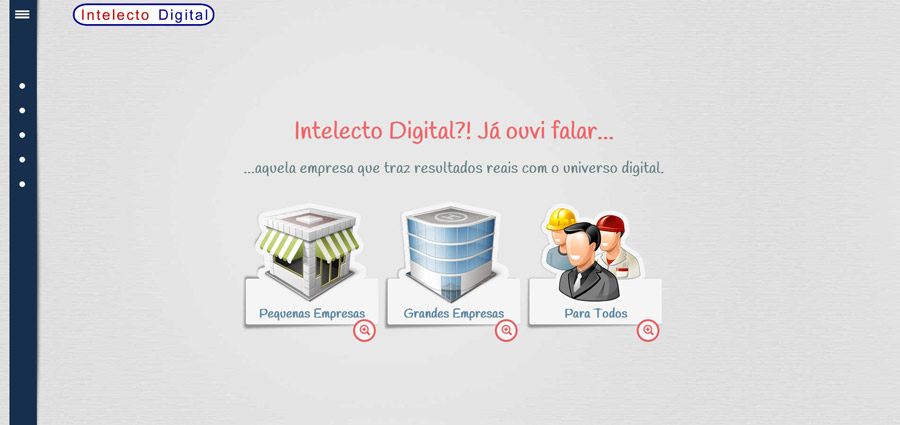 Intelecto Digital
Intelecto Digital?! Já ouvi falar...
...aquela empresa que traz resultados reais com o universo digital.
Pequenas Empresas
Grandes Empresas
Para Todos